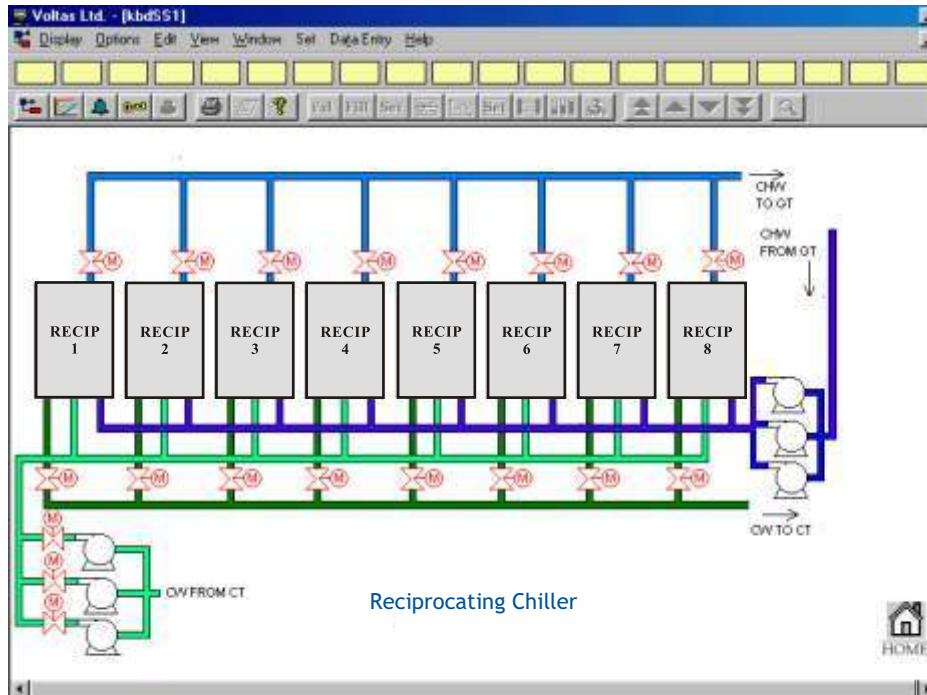 Voltas Ltd. - [kbdSS1]
Display Options Edit View Window Set Data Entry Help
CHW
TO GT
CHW
FROM GT
M M M M M M M M
RECIP
1
RECIP
2
RECIP
3
RECIP
4
RECIP
5
RECIP
6
RECIP
7
RECIP
8
M M M M M M M M
CW TO CT
M
M
M
CW FROM CT
Reciprocating Chiller
HOME